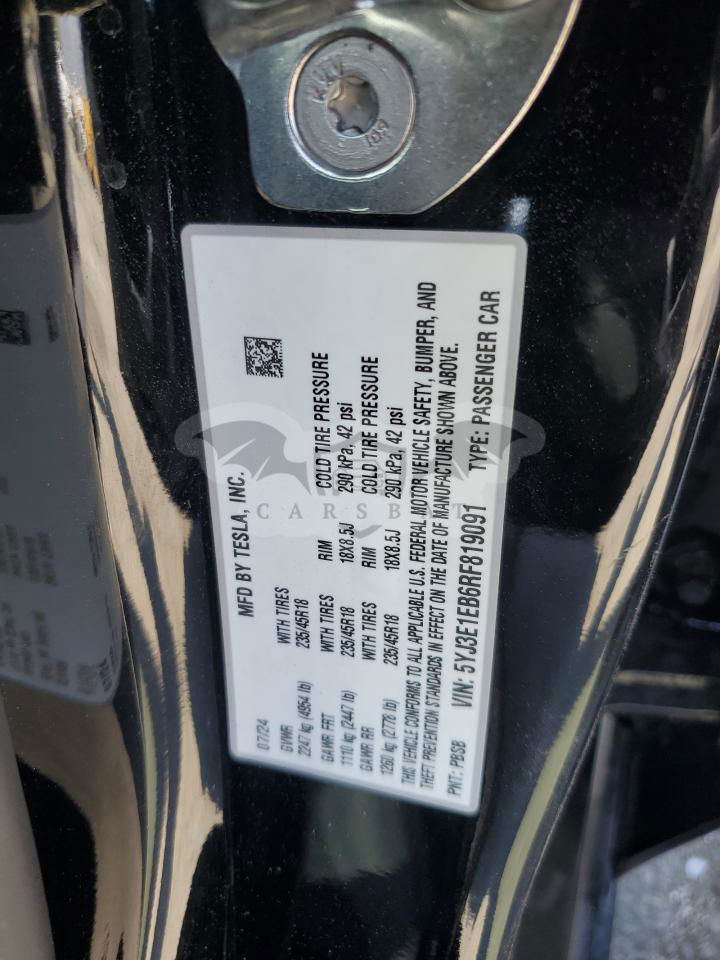 MFD BY TESLA, INC.
07/24
GVWR WITH TIRES
2247 kg (4954 lb) 235/45R18
GAWR FRT WITH TIRES RIM COLD TIRE PRESSURE
1110 kg (2447 lb) 235/45R18 18X8.5J 290 kPa, 42 psi
GAWR RR WITH TIRES RIM COLD TIRE PRESSURE
1260 kg (2778 lb) 235/45R18 18X8.5J 290 kPa, 42 psi
THIS VEHICLE CONFORMS TO ALL APPLICABLE U.S. FEDERAL MOTOR VEHICLE SAFETY, BUMPER, AND
THEFT PREVENTION STANDARDS IN EFFECT ON THE DATE OF MANUFACTURE SHOWN ABOVE.
PNT: PBSB VIN: 5YJ3E1EB6RF819091 TYPE: PASSENGER CAR
CARSBAT